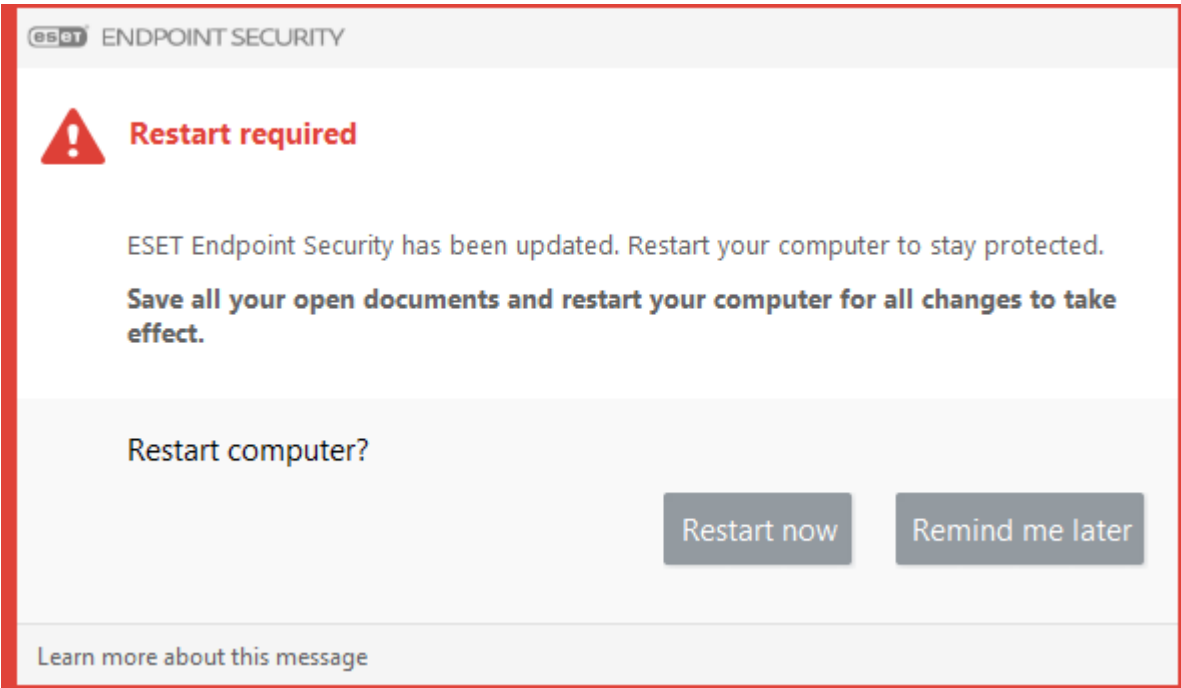 eset ENDPOINT SECURITY
Restart required
ESET Endpoint Security has been updated. Restart your computer to stay protected.
Save all your open documents and restart your computer for all changes to take
effect.
Restart computer?
Restart now Remind me later
Learn more about this message